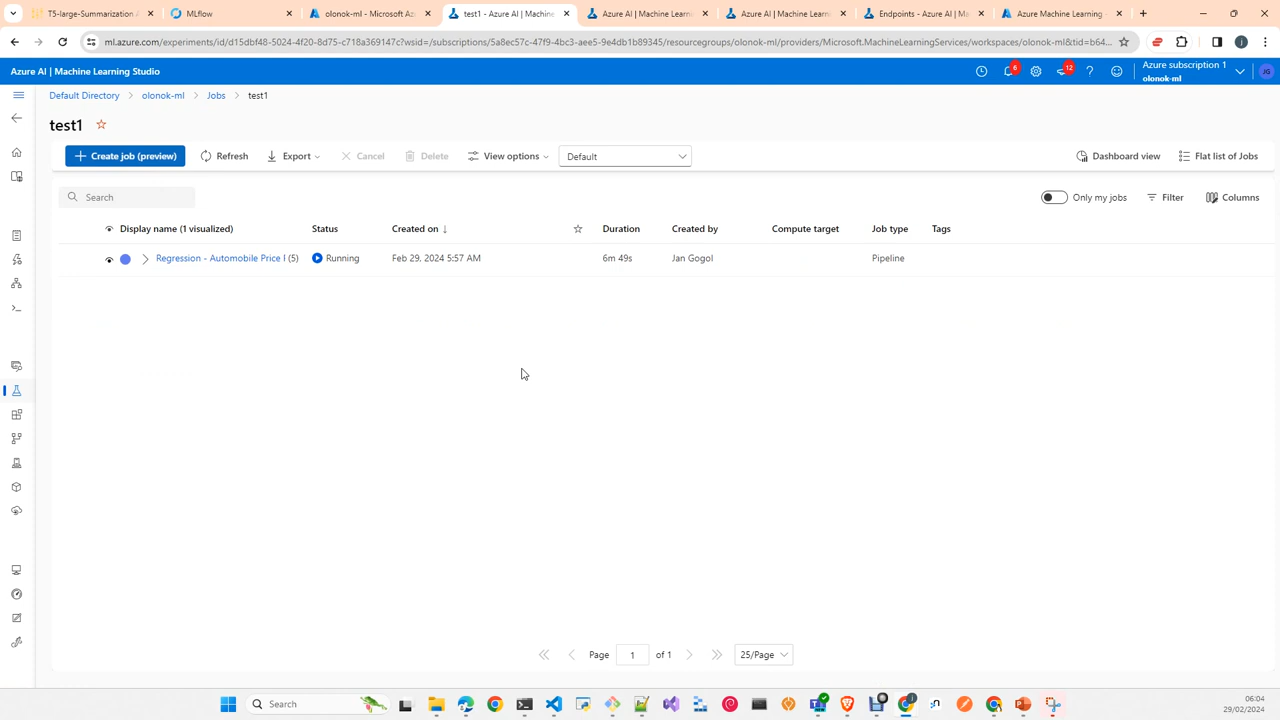 T5-large-Summarization A
MLflow
olonok-ml - Microsoft Az
test1 - Azure AI | Machine
Azure AI | Machine Learni
Azure AI | Machine Learni
Endpoints - Azure AI | Ma
Azure Machine Learning
ml.azure.com/experiments/id/d15dbf48-5024-4f20-8d75-c718a369147c?wsid=/subscriptions/5a8ec57c-47f9-4bc3-aee5-9e4db1b89345/resourcegroups/olonok-ml/providers/Microsoft.MachineLearningServices/workspaces/olonok-ml&tid=b64...
Azure AI | Machine Learning Studio
6
12
Azure subscription 1
olonok-ml
JG
Default Directory > olonok-ml > Jobs > test1
test1
Create job (preview)
Refresh
Export
Cancel
Delete
View options
Default
Dashboard view
Flat list of Jobs
Search
Only my jobs
Filter
Columns
Display name (1 visualized) Status Created on ↓ Duration Created by Compute target Job type Tags
Regression - Automobile Price (5) Running Feb 29, 2024 5:57 AM 6m 49s Jan Gogol Pipeline
Page 1 of 1 25/Page
Search
06:04
29/02/2024